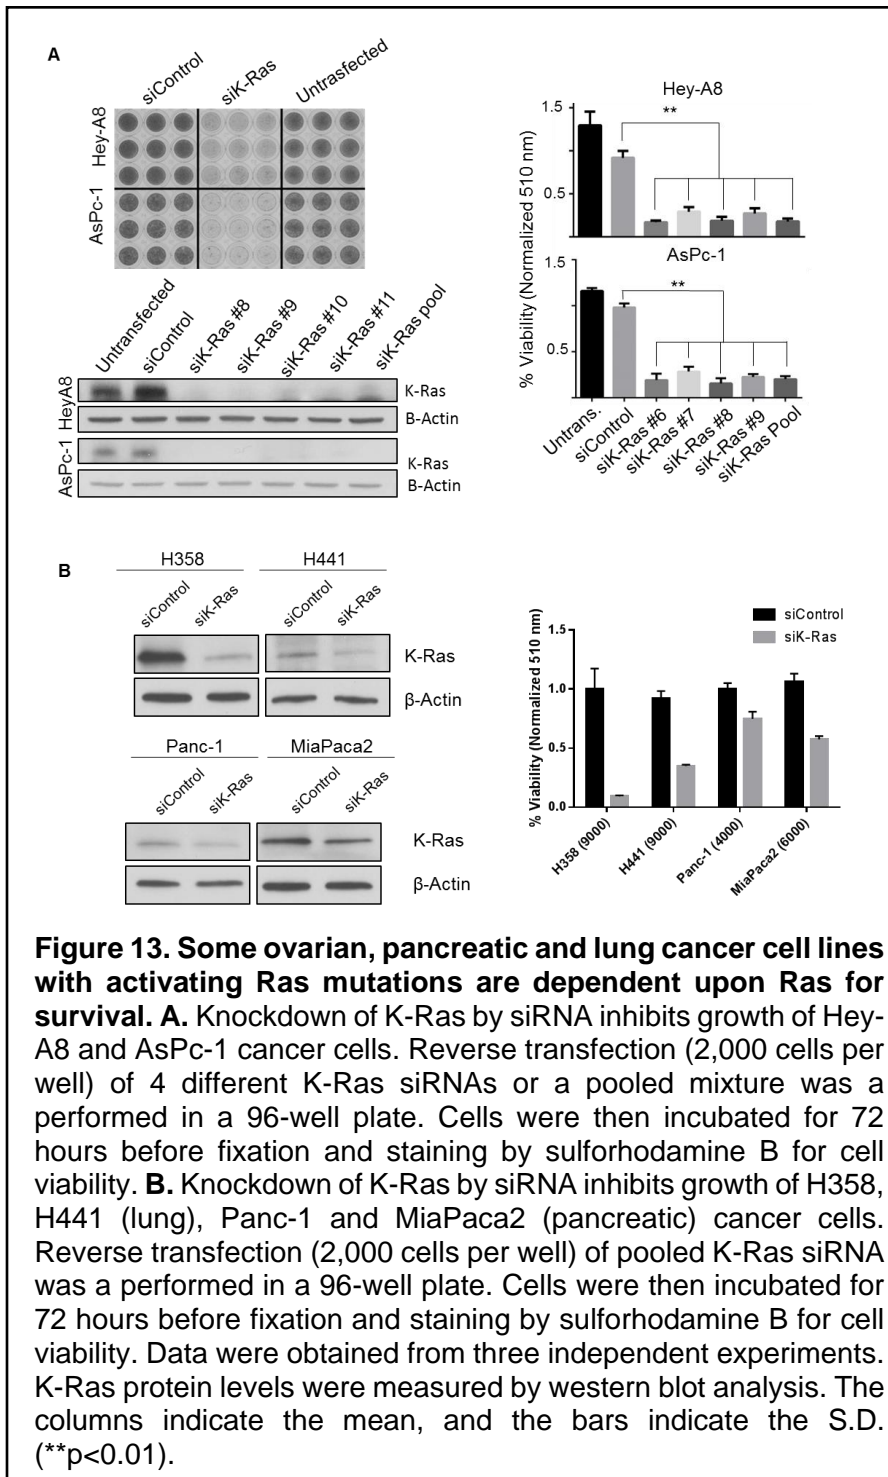 A
siControl
siK-Ras
Untrasfected
Hey-A8
AsPc-1
Untransfected
siControl
siK-Ras #8
siK-Ras #9
siK-Ras #10
siK-Ras #11
siK-Ras pool
HeyA8
K-Ras
B-Actin
AsPc-1
K-Ras
B-Actin
% Viability (Normalized 510 nm)
Hey-A8
1.5
0.5
**
AsPc-1
1.5
0.5
**
Untrans.
siControl
siK-Ras #6
siK-Ras #7
siK-Ras #8
siK-Ras #9
siK-Ras Pool
B
H358
H441
siControl
siK-Ras
siControl
siK-Ras
K-Ras
β-Actin
Panc-1
MiaPaca2
siControl
siK-Ras
siControl
siK-Ras
K-Ras
β-Actin
siControl
siK-Ras
% Viability (Normalized 510 nm)
1.5
1.0
0.5
0.0
H358 (9000)
H441 (9000)
Panc-1 (4000)
MiaPaca2 (6000)
Figure 13. Some ovarian, pancreatic and lung cancer cell lines
with activating Ras mutations are dependent upon Ras for
survival. A. Knockdown of K-Ras by siRNA inhibits growth of Hey-
A8 and AsPc-1 cancer cells. Reverse transfection (2,000 cells per
well) of 4 different K-Ras siRNAs or a pooled mixture was a
performed in a 96-well plate. Cells were then incubated for 72
hours before fixation and staining by sulforhodamine B for cell
viability. B. Knockdown of K-Ras by siRNA inhibits growth of H358,
H441 (lung), Panc-1 and MiaPaca2 (pancreatic) cancer cells.
Reverse transfection (2,000 cells per well) of pooled K-Ras siRNA
was a performed in a 96-well plate. Cells were then incubated for
72 hours before fixation and staining by sulforhodamine B for cell
viability. Data were obtained from three independent experiments.
K-Ras protein levels were measured by western blot analysis. The
columns indicate the mean, and the bars indicate the S.D.
(**p<0.01).